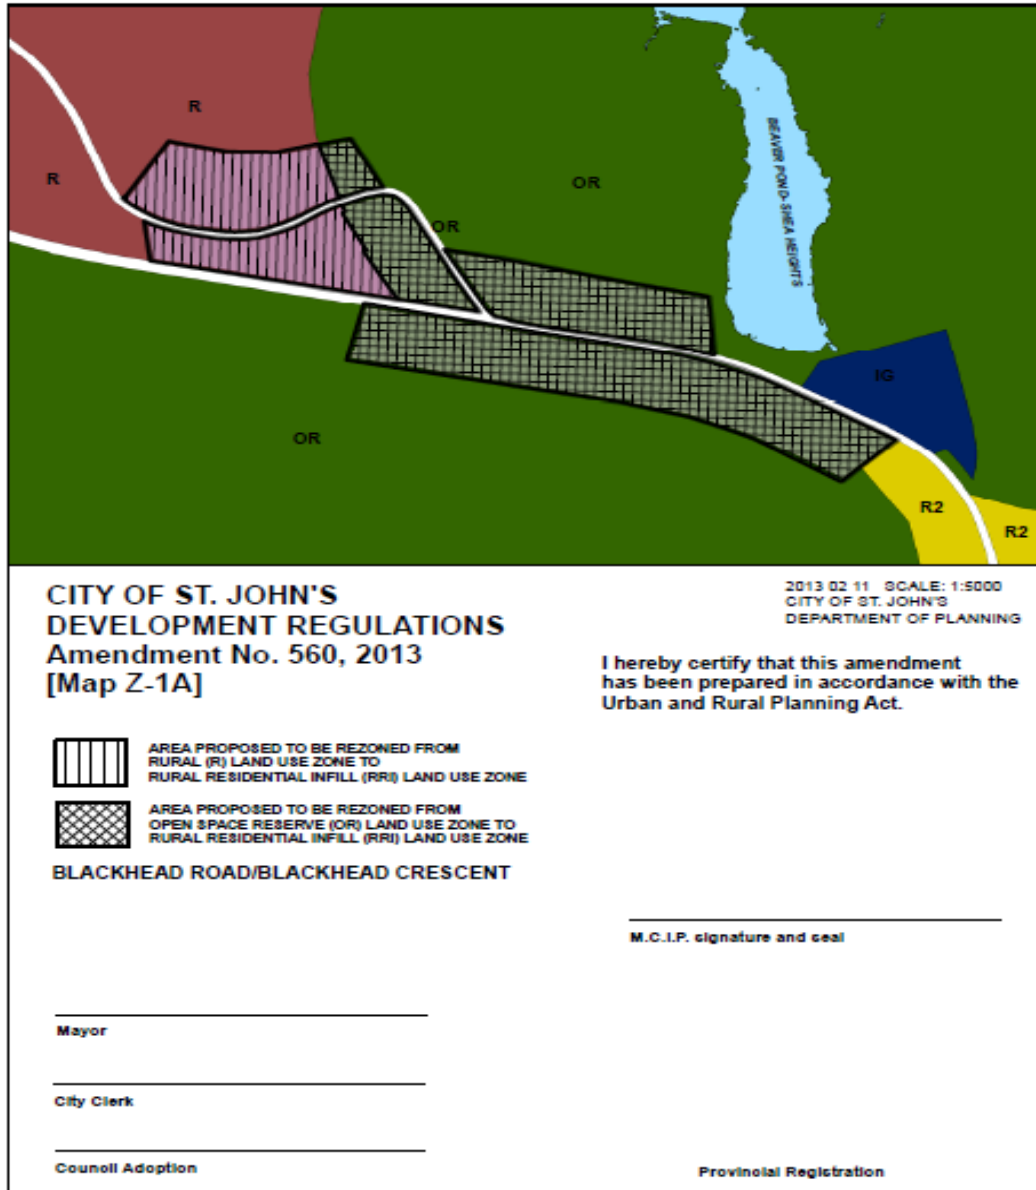 R
R
OR
OR
BEAVER POND-SHEA HEIGHTS
IG
OR
R2
R2
CITY OF ST. JOHN'S
DEVELOPMENT REGULATIONS
Amendment No. 560, 2013
[Map Z-1A]
2013 02 11 SCALE: 1:5000
CITY OF ST. JOHN'S
DEPARTMENT OF PLANNING
I hereby certify that this amendment
has been prepared in accordance with the
Urban and Rural Planning Act.
AREA PROPOSED TO BE REZONED FROM
RURAL (R) LAND USE ZONE TO
RURAL RESIDENTIAL INFILL (RRI) LAND USE ZONE
AREA PROPOSED TO BE REZONED FROM
OPEN SPACE RESERVE (OR) LAND USE ZONE TO
RURAL RESIDENTIAL INFILL (RRI) LAND USE ZONE
BLACKHEAD ROAD/BLACKHEAD CRESCENT
M.C.I.P. signature and seal
Mayor
City Clerk
Council Adoption
Provincial Registration